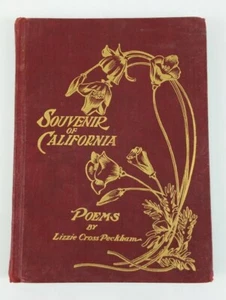 SOUVENIR
OF
CALIFORNIA
POEMS
BY
Lizzie Cross Peckham